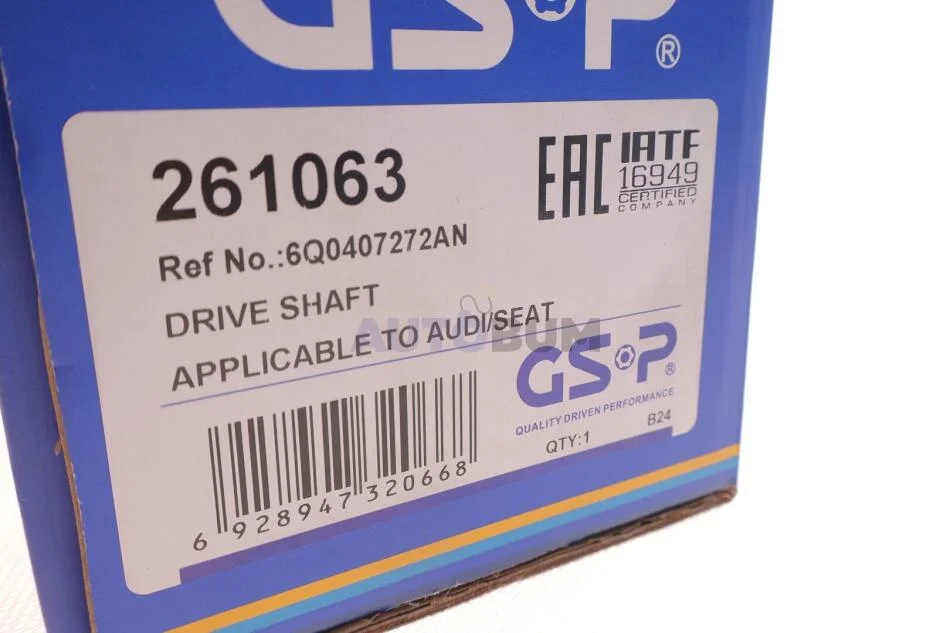 GSP®
261063
EAC
IATF
16949
CERTIFIED
COMPANY
Ref No.:6Q0407272AN
DRIVE SHAFT
APPLICABLE TO AUDI/SEAT
AUTOBUM
GSP®
QUALITY DRIVEN PERFORMANCE
QTY:1
B24
6 928947 320668